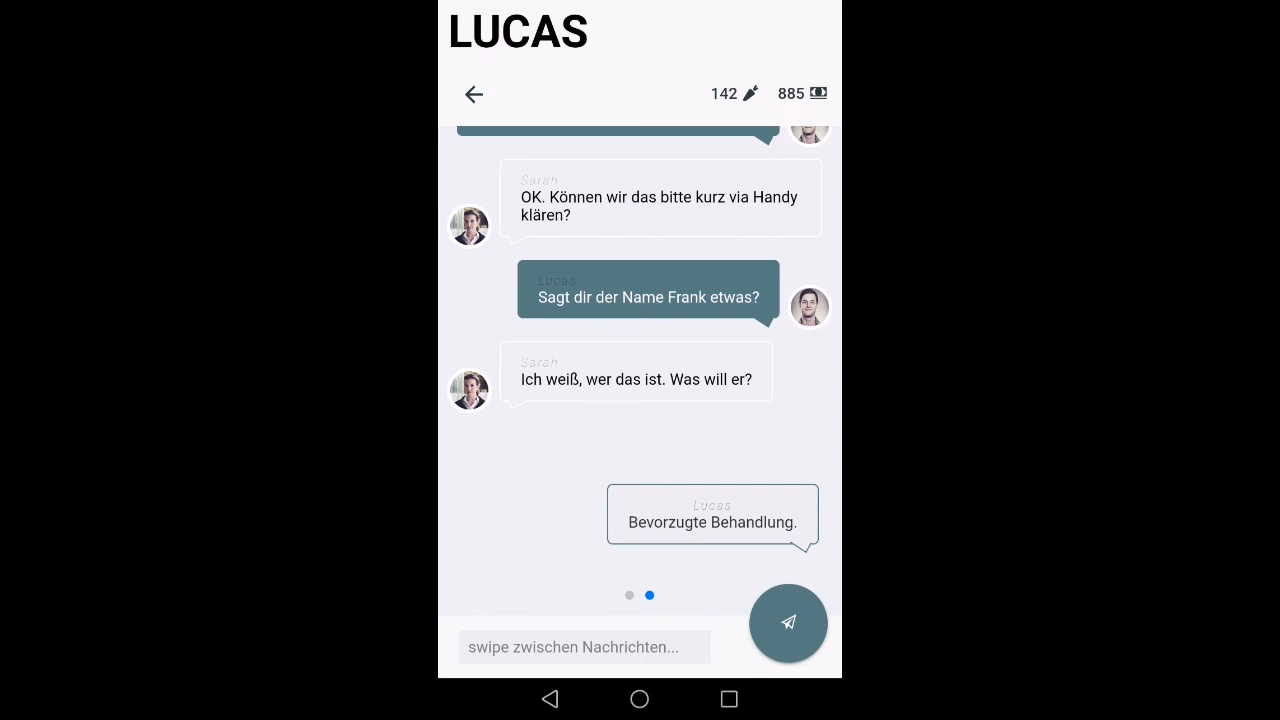 LUCAS
142 885
Sarah
OK. Können wir das bitte kurz via Handy
klären?
Lucas
Sagt dir der Name Frank etwas?
Sarah
Ich weiß, wer das ist. Was will er?
Lucas
Bevorzugte Behandlung.
swipe zwischen Nachrichten...